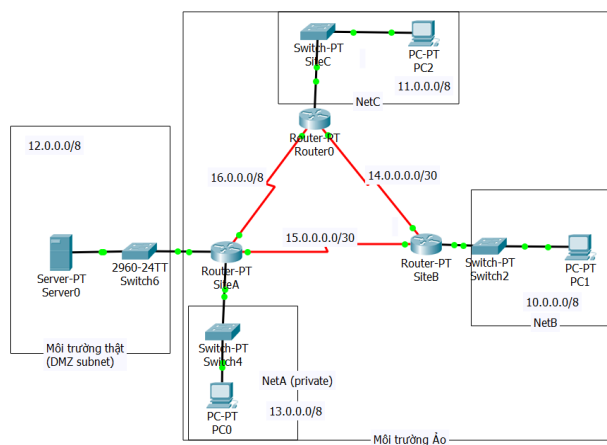 Switch-PT
SiteC
PC-PT
PC2
11.0.0.0/8
NetC
12.0.0.0/8
Router-PT
Router0
16.0.0.0/8
14.0.0.0.0/30
15.0.0.0.0/30
Server-PT
Server0
2960-24TT
Switch6
Router-PT
SiteA
Router-PT
SiteB
Switch-PT
Switch2
PC-PT
PC1
10.0.0.0/8
NetB
Môi trường thật
(DMZ subnet)
Switch-PT
Switch4
NetA (private)
13.0.0.0/8
PC-PT
PC0
Môi trường Ảo